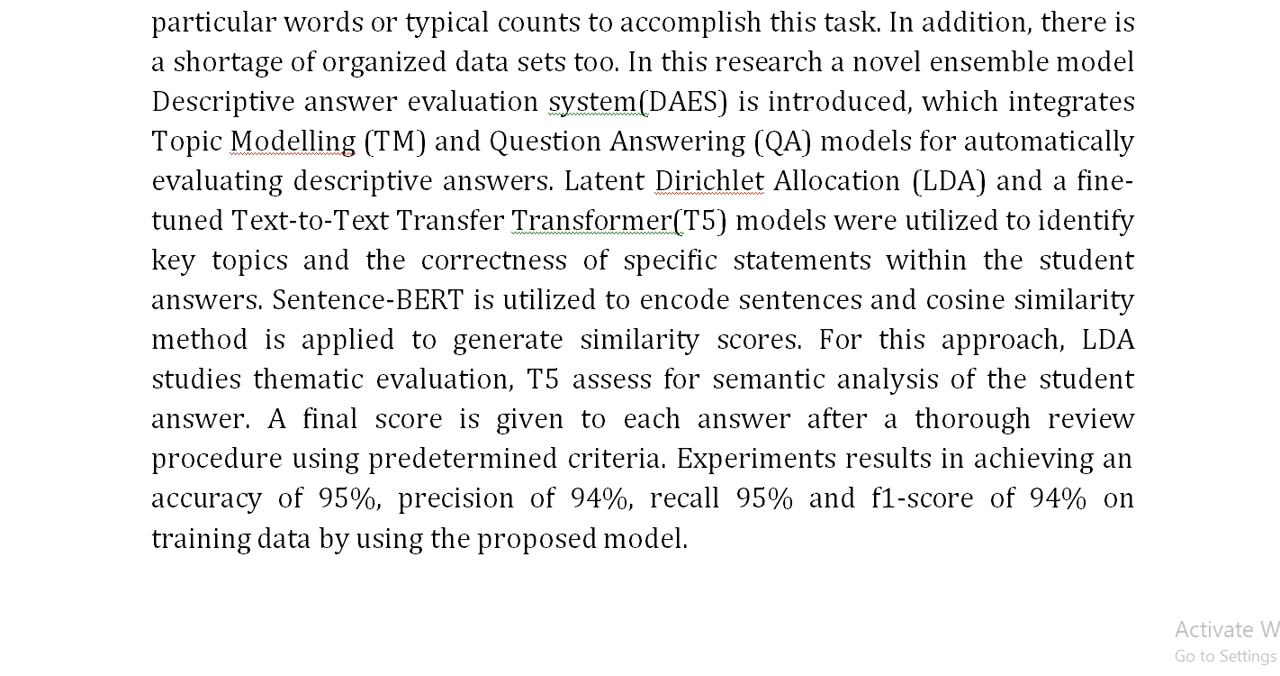 particular words or typical counts to accomplish this task. In addition, there is
a shortage of organized data sets too. In this research a novel ensemble model
Descriptive answer evaluation system(DAES) is introduced, which integrates
Topic Modelling (TM) and Question Answering (QA) models for automatically
evaluating descriptive answers. Latent Dirichlet Allocation (LDA) and a fine-
tuned Text-to-Text Transfer Transformer(T5) models were utilized to identify
key topics and the correctness of specific statements within the student
answers. Sentence-BERT is utilized to encode sentences and cosine similarity
method is applied to generate similarity scores. For this approach, LDA
studies thematic evaluation, T5 assess for semantic analysis of the student
answer. A final score is given to each answer after a thorough review
procedure using predetermined criteria. Experiments results in achieving an
accuracy of 95%, precision of 94%, recall 95% and f1-score of 94% on
training data by using the proposed model.
Activate W
Go to Settings